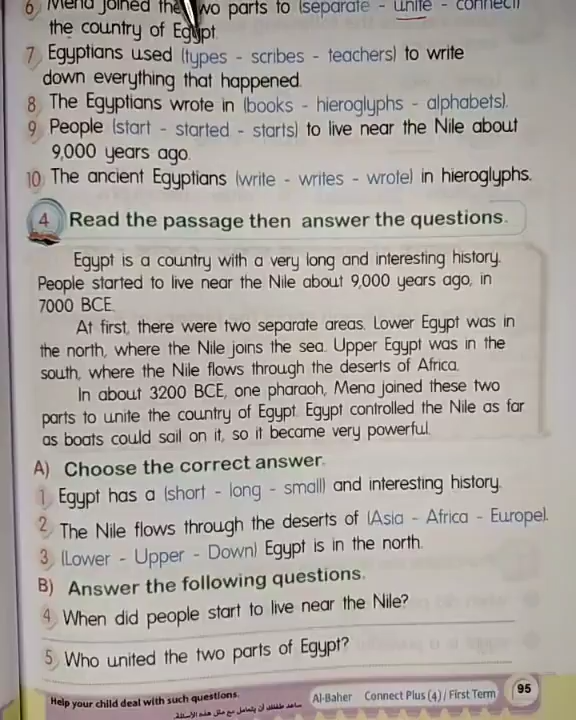 6 Mena joined the two parts to (separate - unite - connect)
the country of Egypt.
7 Egyptians used (types - scribes - teachers) to write
down everything that happened.
8 The Egyptians wrote in (books - hieroglyphs - alphabets).
9 People (start - started - starts) to live near the Nile about
9,000 years ago.
10 The ancient Egyptians (write - writes - wrote) in hieroglyphs.
4 Read the passage then answer the questions.
Egypt is a country with a very long and interesting history.
People started to live near the Nile about 9,000 years ago, in
7000 BCE.
At first, there were two separate areas. Lower Egypt was in
the north, where the Nile joins the sea. Upper Egypt was in the
south, where the Nile flows through the deserts of Africa.
In about 3200 BCE, one pharaoh, Mena joined these two
parts to unite the country of Egypt. Egypt controlled the Nile as far
as boats could sail on it, so it became very powerful.
A) Choose the correct answer.
1 Egypt has a (short - long - small) and interesting history.
2 The Nile flows through the deserts of (Asia - Africa - Europe).
3 (Lower - Upper - Down) Egypt is in the north.
B) Answer the following questions.
4 When did people start to live near the Nile?
5 Who united the two parts of Egypt?
Help your child deal with such questions.
ساعد طفلك أن يتعامل مع مثل هذه الأسئلة.
Al-Baher Connect Plus (4) / First Term 95